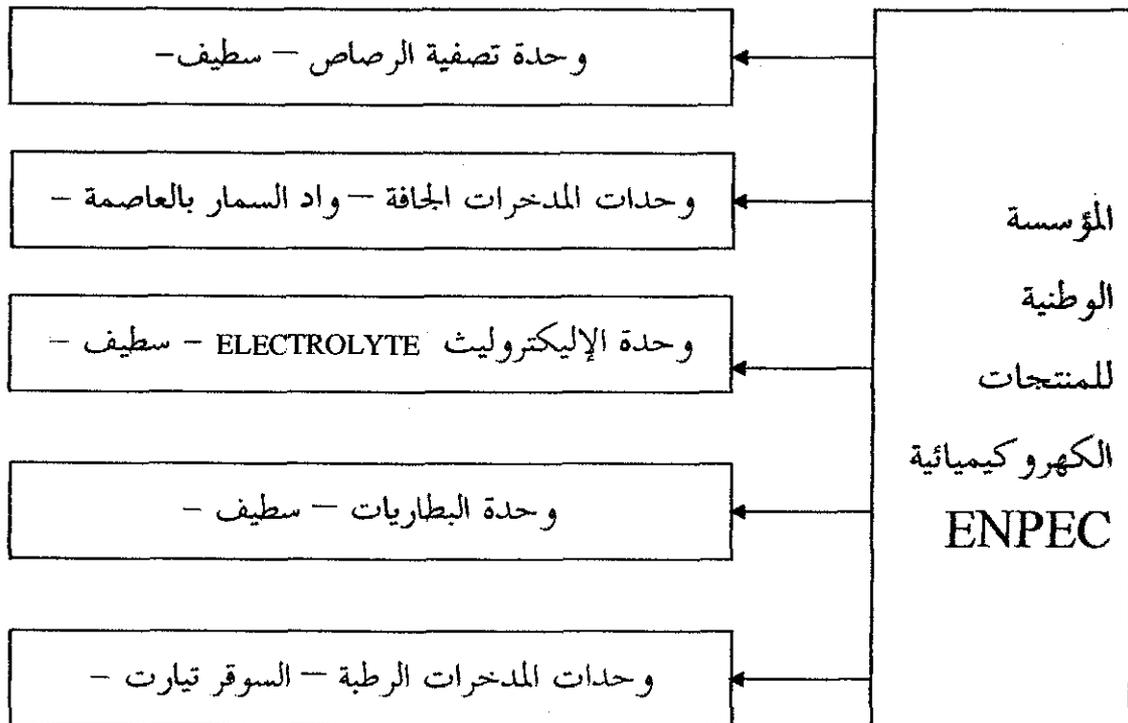 المؤسسة
الوطنية
للمنتجات
الكهروكيميائية
ENPEC
وحدة تصفية الرصاص – سطيف-
وحدات المدخرات الجافة – واد السمار بالعاصمة –
وحدة الإليكتروليث ELECTROLYTE – سطيف –
وحدة البطاريات – سطيف –
وحدات المدخرات الرطبة – السوقر تيارت –